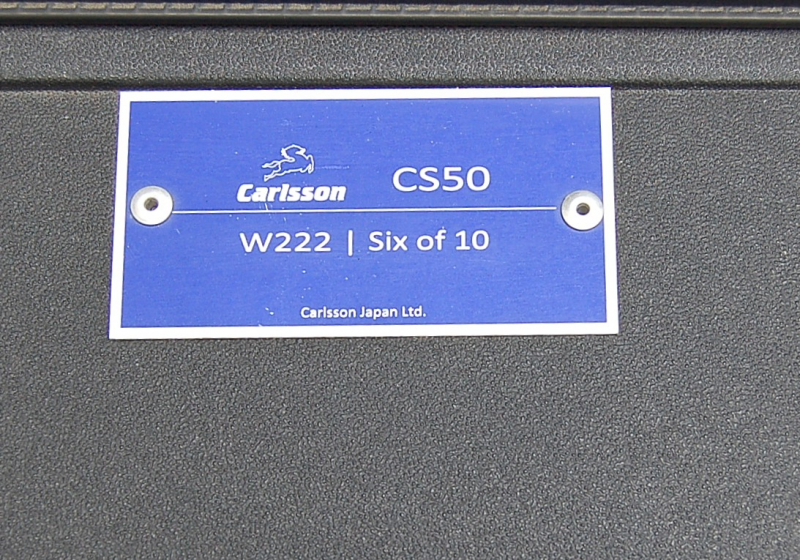 Carlsson CS50
W222 | Six of 10
Carlsson Japan Ltd.